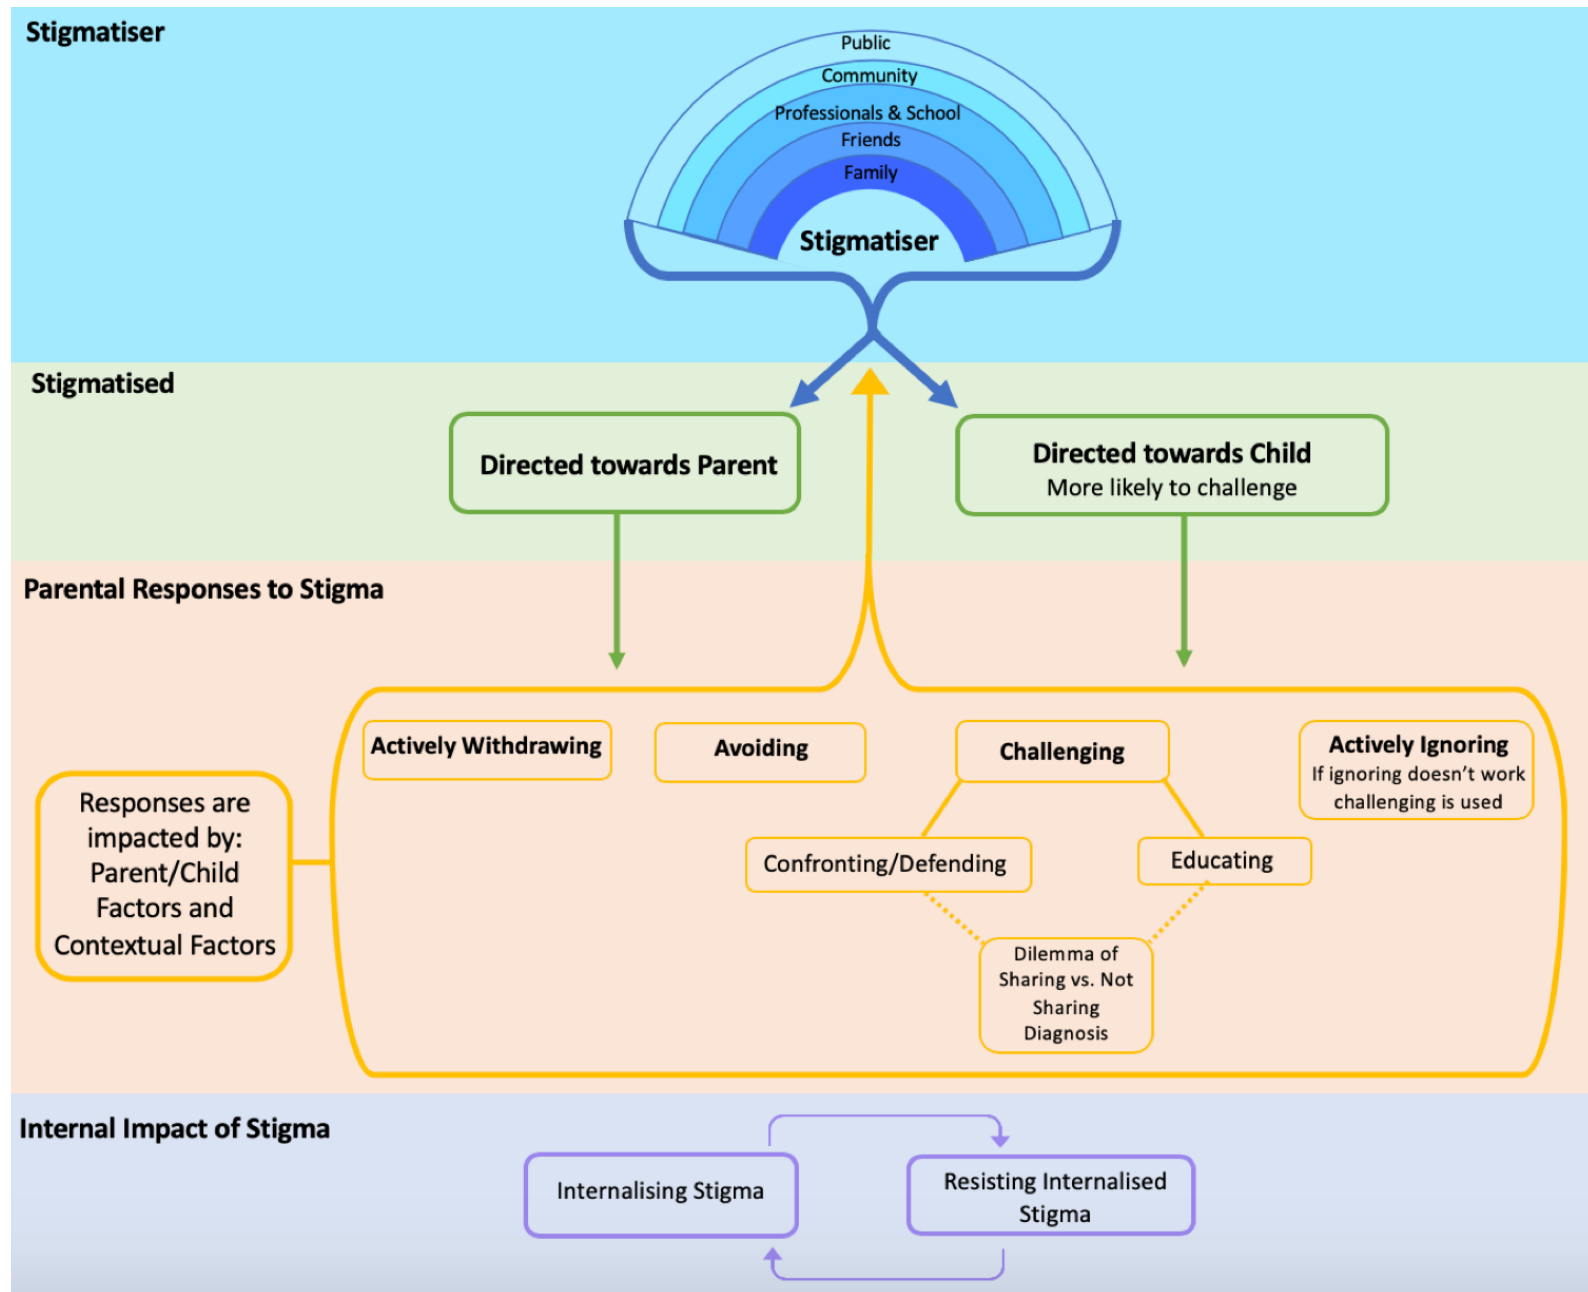 Stigmatiser
Public
Community
Professionals & School
Friends
Family
Stigmatiser
Stigmatised
Directed towards Parent
Directed towards Child
More likely to challenge
Parental Responses to Stigma
Responses are
impacted by:
Parent/Child
Factors and
Contextual Factors
Actively Withdrawing
Avoiding
Challenging
Actively Ignoring
If ignoring doesn’t work
challenging is used
Confronting/Defending
Educating
Dilemma of
Sharing vs. Not
Sharing
Diagnosis
Internal Impact of Stigma
Internalising Stigma
Resisting Internalised
Stigma